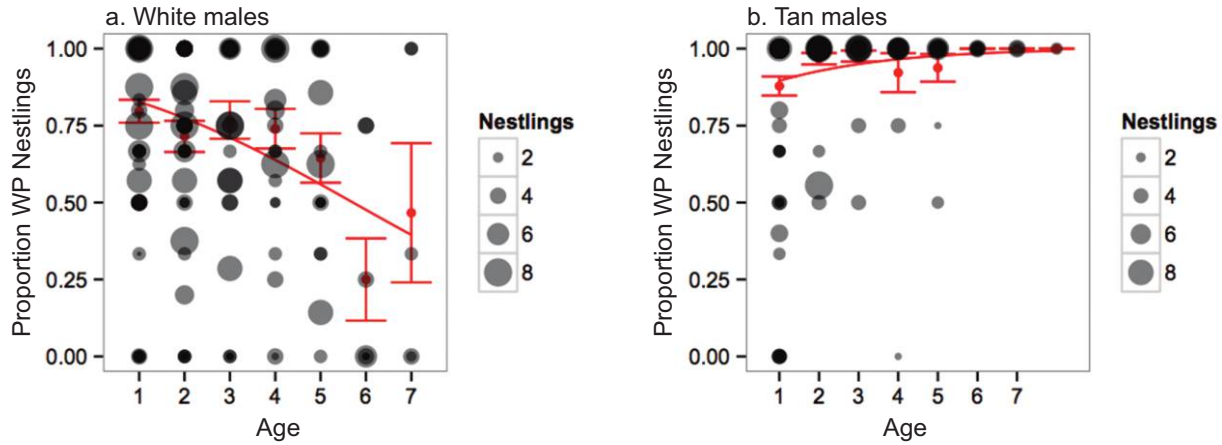 a. White males
Proportion WP Nestlings
1.00
0.75
0.50
0.25
0.00
1 2 3 4 5 6 7
Age
Nestlings
2
4
6
8
b. Tan males
Proportion WP Nestlings
1.00
0.75
0.50
0.25
0.00
1 2 3 4 5 6 7
Age
Nestlings
2
4
6
8